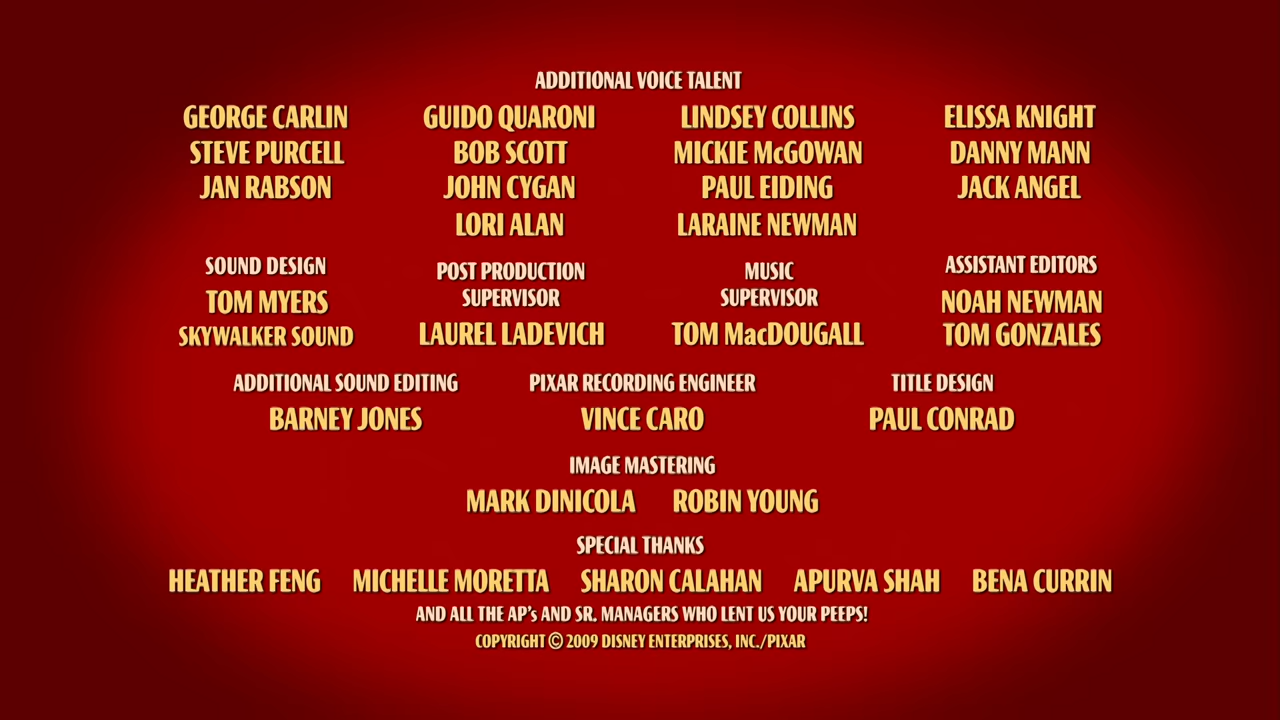 ADDITIONAL VOICE TALENT
GEORGE CARLIN GUIDO QUARONI LINDSEY COLLINS ELISSA KNIGHT
STEVE PURCELL BOB SCOTT MICKIE McGOWAN DANNY MANN
JAN RABSON JOHN CYGAN PAUL EIDING JACK ANGEL
LORI ALAN LARAINE NEWMAN
SOUND DESIGN
TOM MYERS
SKYWALKER SOUND
POST PRODUCTION
SUPERVISOR
LAUREL LADEVICH
MUSIC
SUPERVISOR
TOM MacDOUGALL
ASSISTANT EDITORS
NOAH NEWMAN
TOM GONZALES
ADDITIONAL SOUND EDITING
BARNEY JONES
PIXAR RECORDING ENGINEER
VINCE CARO
TITLE DESIGN
PAUL CONRAD
IMAGE MASTERING
MARK DINICOLA ROBIN YOUNG
SPECIAL THANKS
HEATHER FENG MICHELLE MORETTA SHARON CALAHAN APURVA SHAH BENA CURRIN
AND ALL THE AP's AND SR. MANAGERS WHO LENT US YOUR PEEPS!
COPYRIGHT © 2009 DISNEY ENTERPRISES, INC./PIXAR